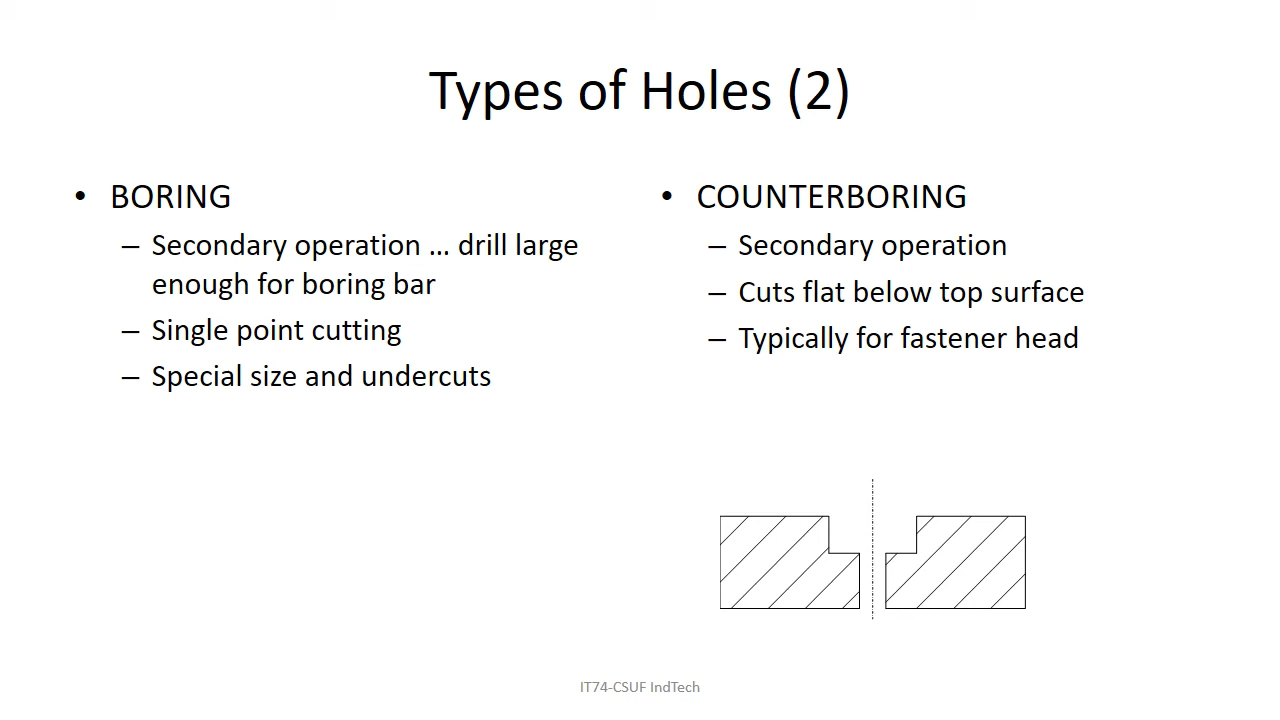 Types of Holes (2)
• BORING
– Secondary operation … drill large
enough for boring bar
– Single point cutting
– Special size and undercuts
• COUNTERBORING
– Secondary operation
– Cuts flat below top surface
– Typically for fastener head
IT74-CSUF IndTech